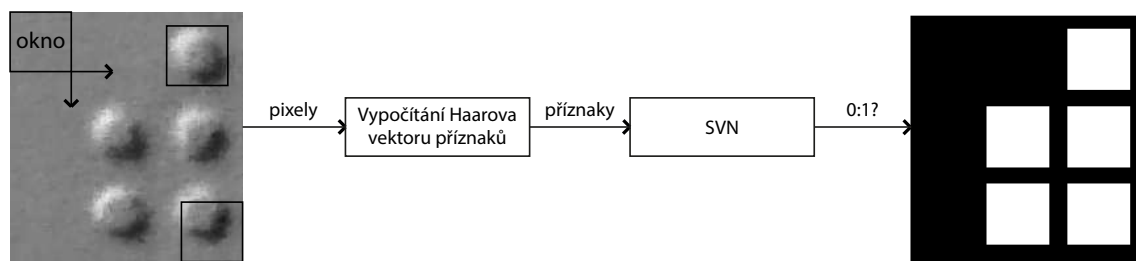 okno
pixely
Vypočítání Haarova
vektoru příznaků
příznaky
SVN
0:1?